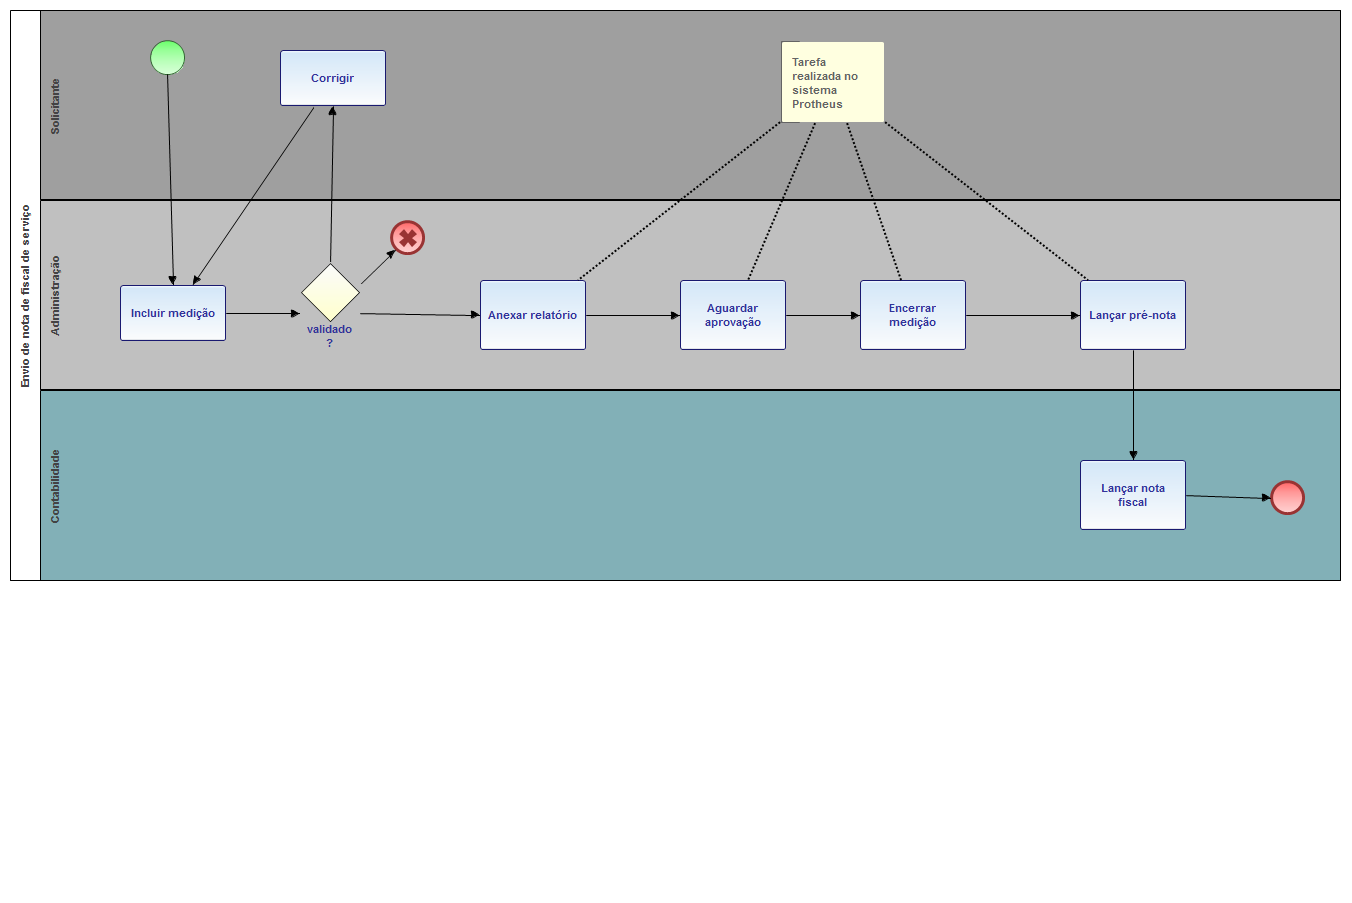 Envio de nota de fiscal de serviço
Solicitante
Corrigir
Tarefa
realizada no
sistema
Protheus
Administração
Incluir medição
validado
?
Anexar relatório
Aguardar
aprovação
Encerrar
medição
Lançar pré-nota
Contabilidade
Lançar nota
fiscal